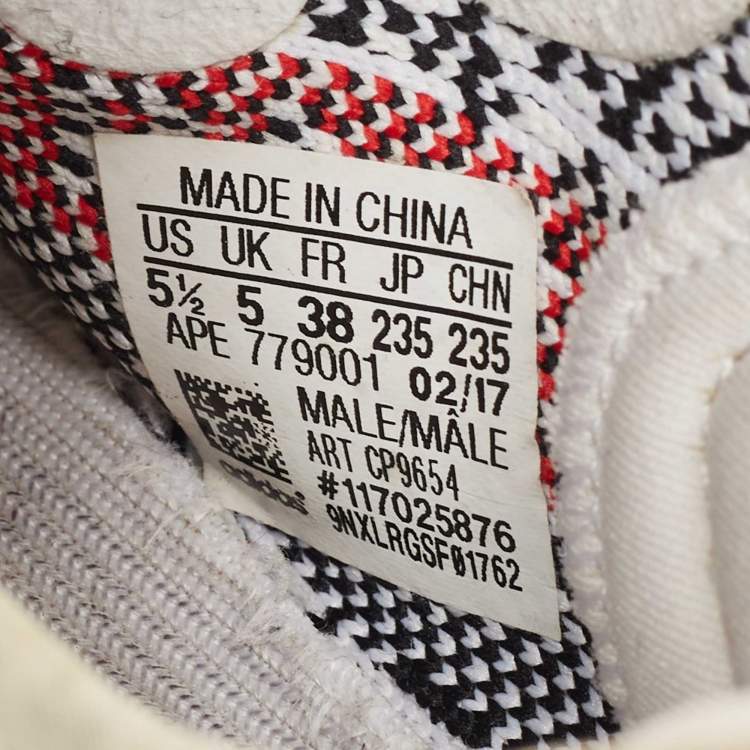 MADE IN CHINA
US UK FR JP CHN
5½ 5 38 235 235
APE 779001 02/17
MALE/MÂLE
ART CP9654
#117025876
9NXLRGSF01762
adidas